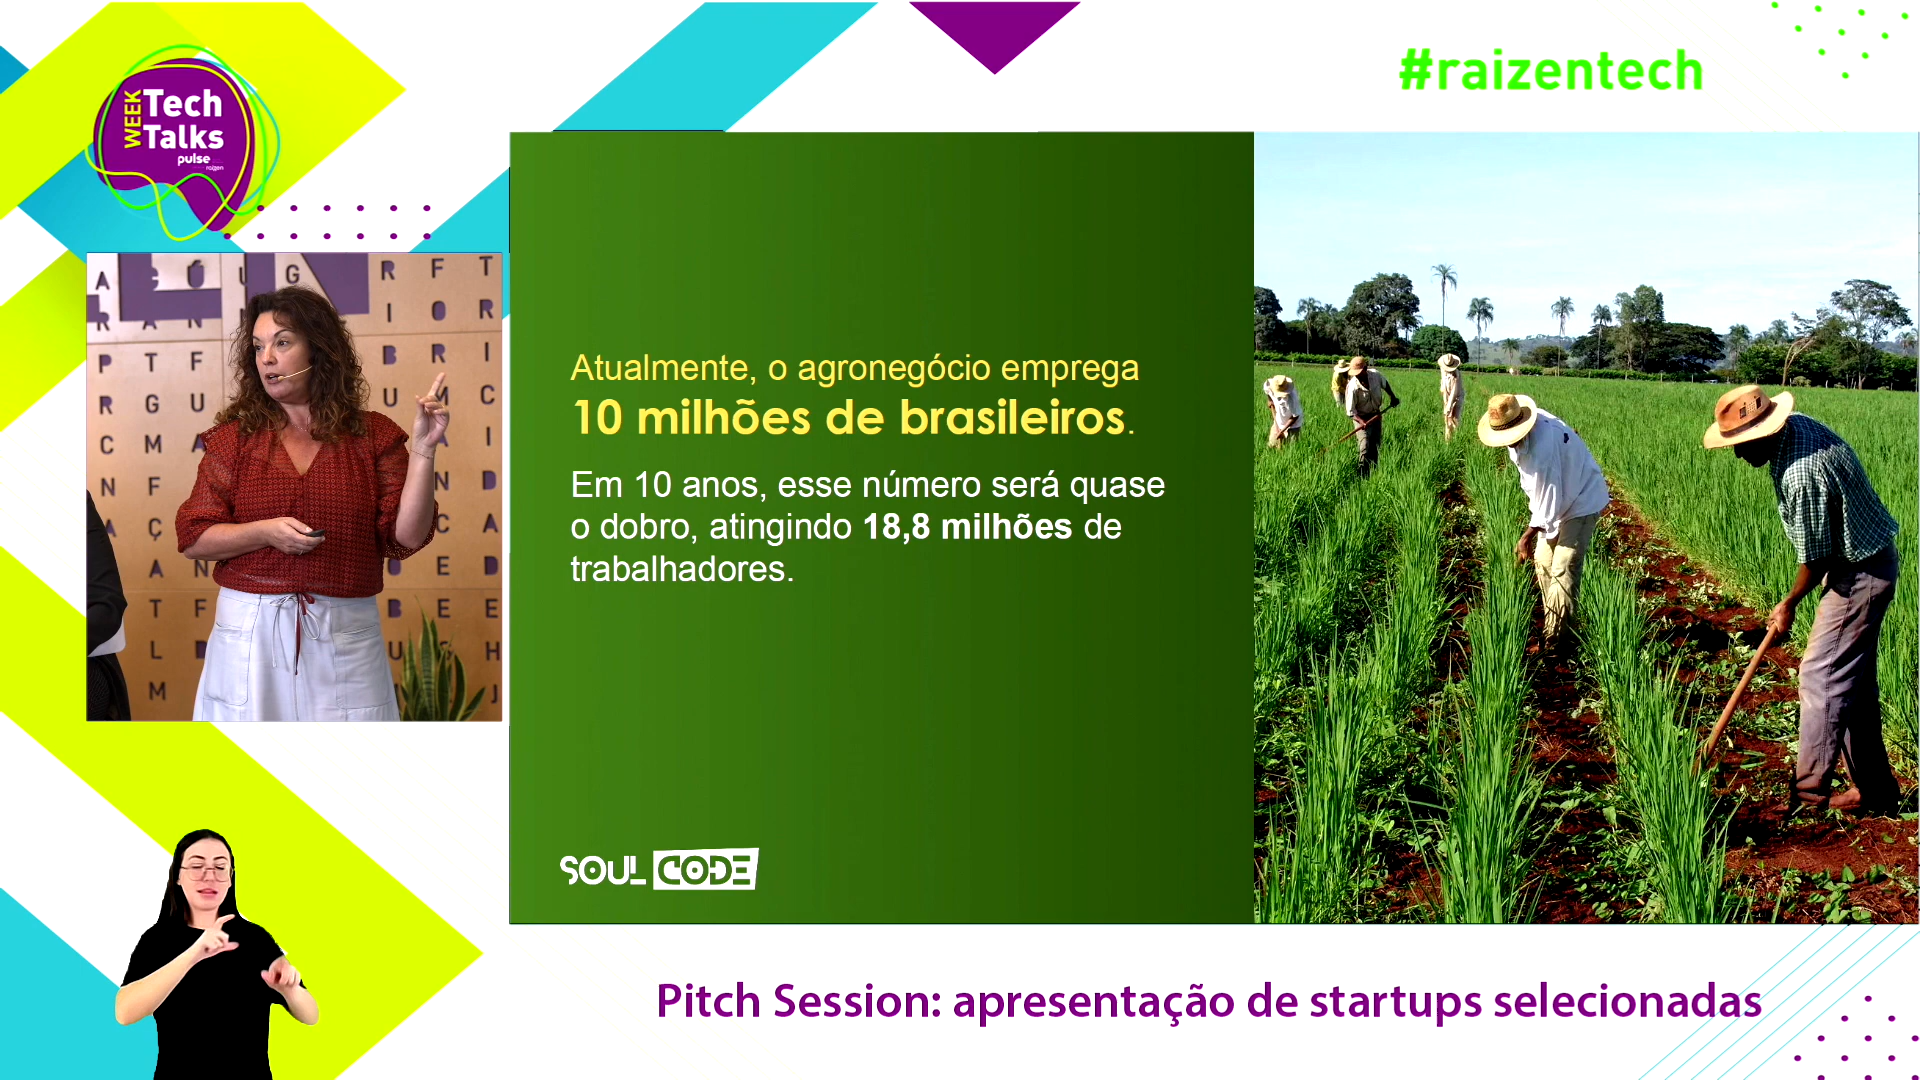 WEEK
Tech
Talks
pulse
raízen
#raizentech
Atualmente, o agronegócio emprega
10 milhões de brasileiros.
Em 10 anos, esse número será quase
o dobro, atingindo 18,8 milhões de
trabalhadores.
SOUL CODE
Pitch Session: apresentação de startups selecionadas